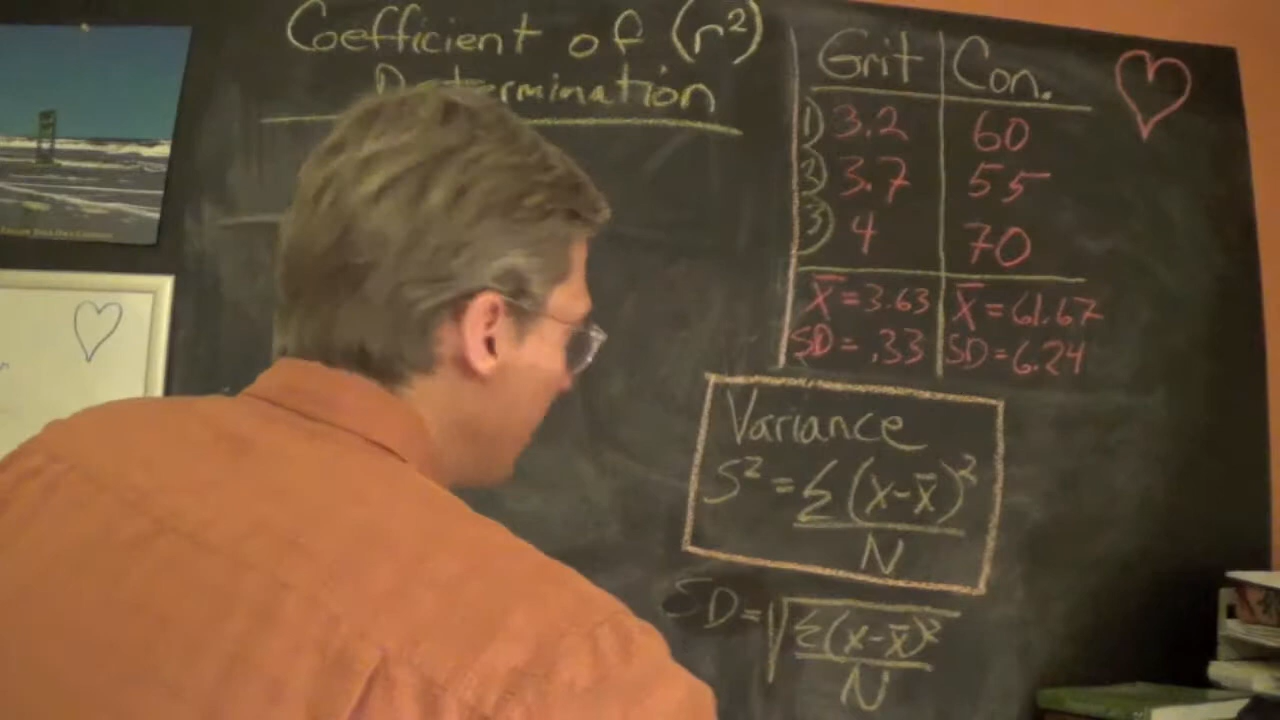 Coefficient of (r²)
Determination
Grit Con.
1) 3.2 60
2) 3.7 55
3) 4 70
X̄ = 3.63 X̄ = 61.67
SD = .33 SD = 6.24
Variance
S² = Σ(x-x̄)²
N
SD = √Σ(x-x̄)²
N